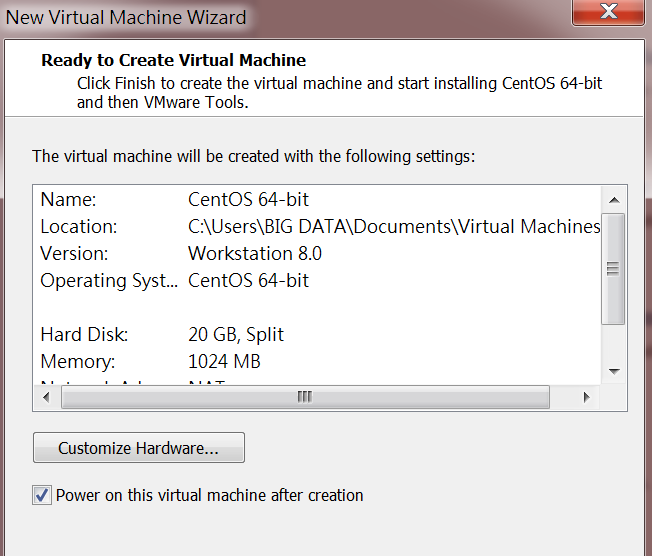 New Virtual Machine Wizard
Ready to Create Virtual Machine
Click Finish to create the virtual machine and start installing CentOS 64-bit
and then VMware Tools.
The virtual machine will be created with the following settings:
Name: CentOS 64-bit
Location: C:\Users\BIG DATA\Documents\Virtual Machines
Version: Workstation 8.0
Operating Syst... CentOS 64-bit
Hard Disk: 20 GB, Split
Memory: 1024 MB
NAT
Customize Hardware...
Power on this virtual machine after creation